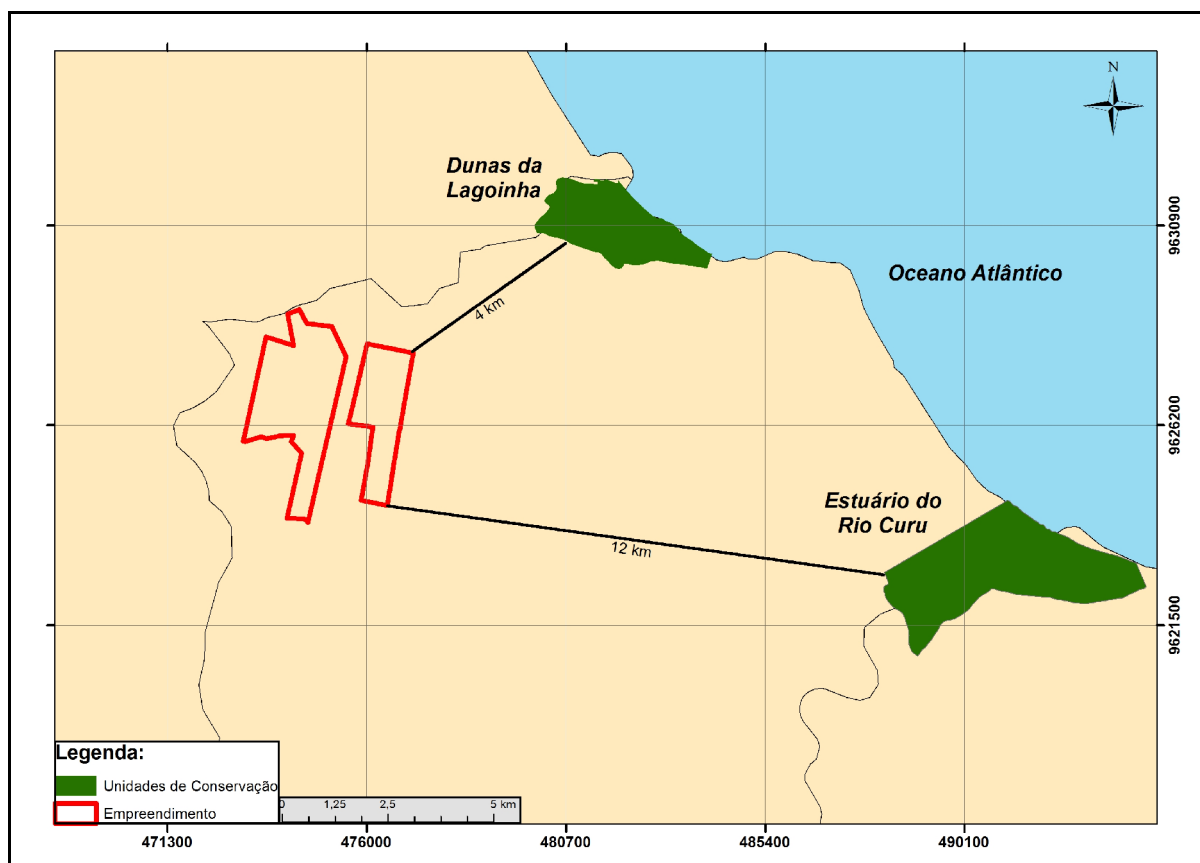 N
Dunas da
Lagoinha
9630900
Oceano Atlântico
4 km
9626200
Estuário do
Rio Curu
12 km
9621500
Legenda:
Unidades de Conservação
Empreendimento
0 1,25 2,5 5 km
471300 476000 480700 485400 490100